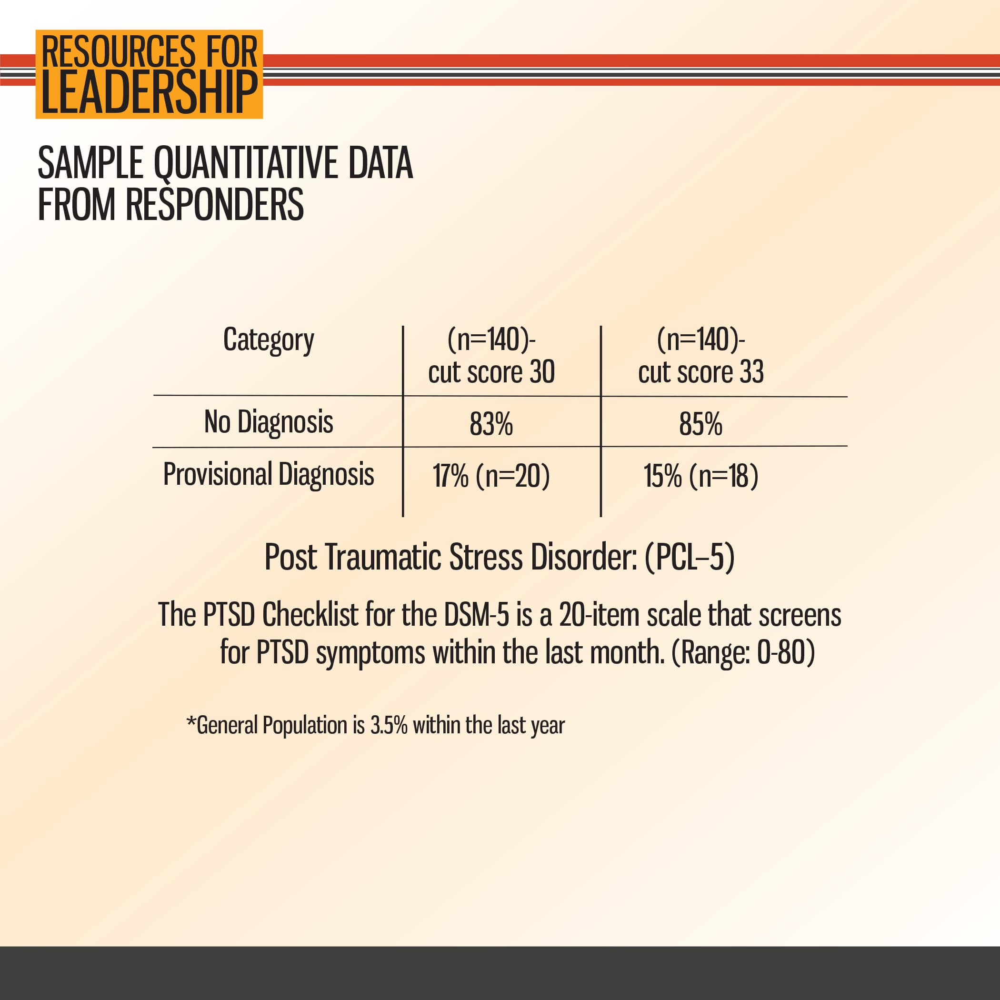 RESOURCES FOR
LEADERSHIP
SAMPLE QUANTITATIVE DATA
FROM RESPONDERS
Category
(n=140)-
cut score 30
(n=140)-
cut score 33
No Diagnosis
83%
85%
Provisional Diagnosis
17% (n=20)
15% (n=18)
Post Traumatic Stress Disorder: (PCL–5)
The PTSD Checklist for the DSM-5 is a 20-item scale that screens
for PTSD symptoms within the last month. (Range: 0-80)
*General Population is 3.5% within the last year